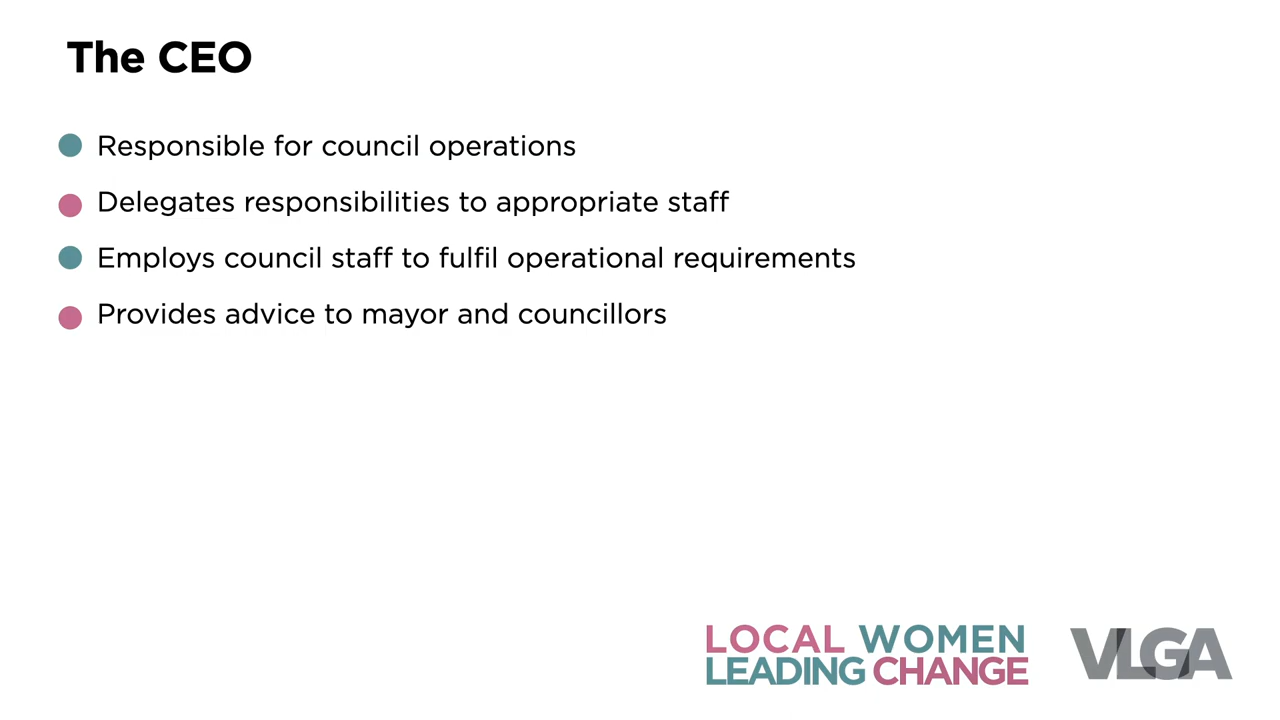 The CEO
Responsible for council operations
Delegates responsibilities to appropriate staff
Employs council staff to fulfil operational requirements
Provides advice to mayor and councillors
LOCAL WOMEN
LEADING CHANGE
VLGA